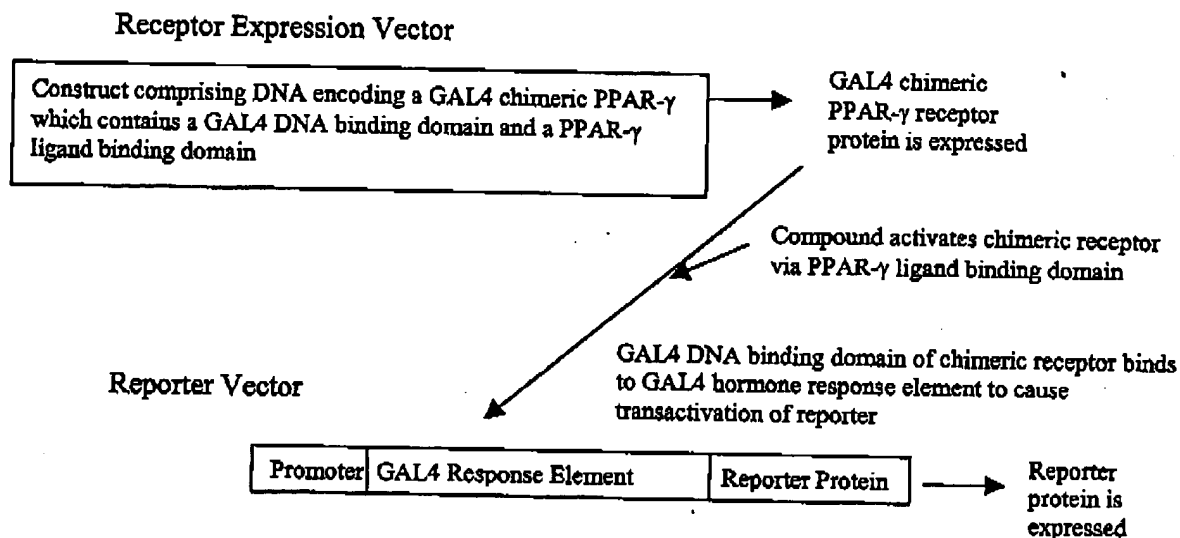 Receptor Expression Vector
Construct comprising DNA encoding a GAL4 chimeric PPAR-γ
which contains a GAL4 DNA binding domain and a PPAR-γ
ligand binding domain
GAL4 chimeric
PPAR-γ receptor
protein is expressed
Compound activates chimeric receptor
via PPAR-γ ligand binding domain
GAL4 DNA binding domain of chimeric receptor binds
to GAL4 hormone response element to cause
transactivation of reporter
Reporter Vector
Promoter GAL4 Response Element Reporter Protein
Reporter
protein is
expressed